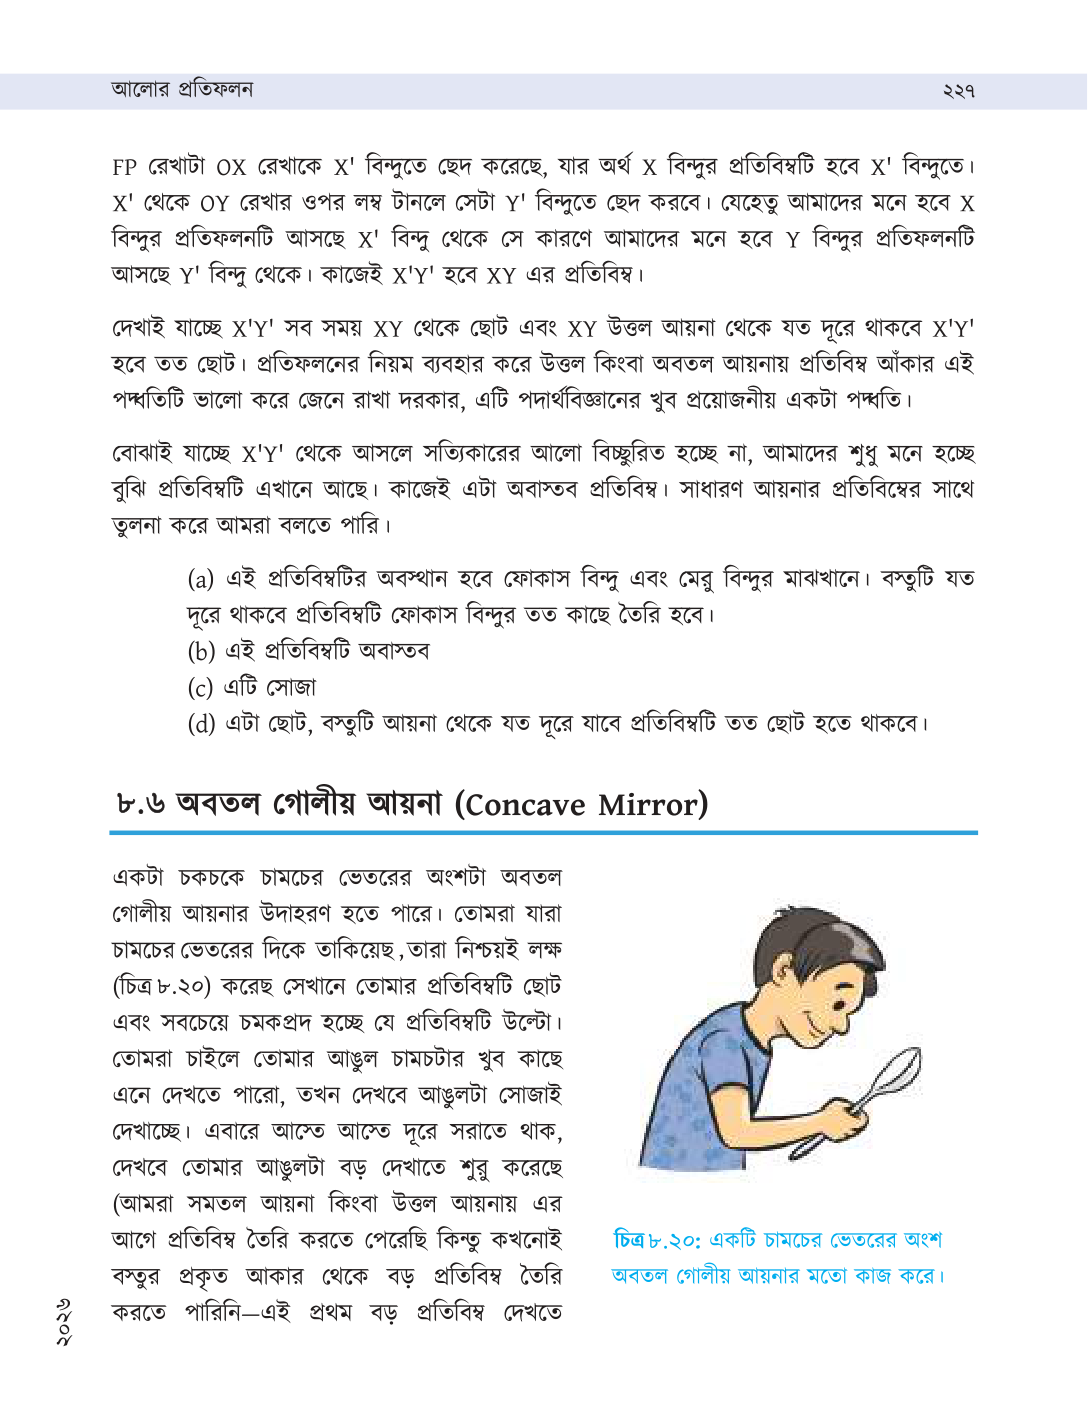 আলোর প্রতিফলন ২২৭
FP রেখাটা OX রেখাকে X' বিন্দুতে ছেদ করেছে, যার অর্থ X বিন্দুর প্রতিবিম্বটি হবে X' বিন্দুতে।
X' থেকে OY রেখার ওপর লম্ব টানলে সেটা Y' বিন্দুতে ছেদ করবে। যেহেতু আমাদের মনে হবে X
বিন্দুর প্রতিফলনটি আসছে X' বিন্দু থেকে সে কারণে আমাদের মনে হবে Y বিন্দুর প্রতিফলনটি
আসছে Y' বিন্দু থেকে। কাজেই X'Y' হবে XY এর প্রতিবিম্ব।
দেখাই যাচ্ছে X'Y' সব সময় XY থেকে ছোট এবং XY উত্তল আয়না থেকে যত দূরে থাকবে X'Y'
হবে তত ছোট। প্রতিফলনের নিয়ম ব্যবহার করে উত্তল কিংবা অবতল আয়নায় প্রতিবিম্ব আঁকার এই
পদ্ধতিটি ভালো করে জেনে রাখা দরকার, এটি পদার্থবিজ্ঞানের খুব প্রয়োজনীয় একটা পদ্ধতি।
বোঝাই যাচ্ছে X'Y' থেকে আসলে সত্যিকারের আলো বিচ্ছুরিত হচ্ছে না, আমাদের শুধু মনে হচ্ছে
বুঝি প্রতিবিম্বটি এখানে আছে। কাজেই এটা অবাস্তব প্রতিবিম্ব। সাধারণ আয়নার প্রতিবিম্বের সাথে
তুলনা করে আমরা বলতে পারি।
(a) এই প্রতিবিম্বটির অবস্থান হবে ফোকাস বিন্দু এবং মেরু বিন্দুর মাঝখানে। বস্তুটি যত
দূরে থাকবে প্রতিবিম্বটি ফোকাস বিন্দুর তত কাছে তৈরি হবে।
(b) এই প্রতিবিম্বটি অবাস্তব
(c) এটি সোজা
(d) এটা ছোট, বস্তুটি আয়না থেকে যত দূরে যাবে প্রতিবিম্বটি তত ছোট হতে থাকবে।
৮.৬ অবতল গোলীয় আয়না (Concave Mirror)
একটা চকচকে চামচের ভেতরের অংশটা অবতল
গোলীয় আয়নার উদাহরণ হতে পারে। তোমরা যারা
চামচের ভেতরের দিকে তাকিয়েছ, তারা নিশ্চয়ই লক্ষ
(চিত্র ৮.২০) করেছ সেখানে তোমার প্রতিবিম্বটি ছোট
এবং সবচেয়ে চমকপ্রদ হচ্ছে যে প্রতিবিম্বটি উল্টো।
তোমরা চাইলে তোমার আঙুল চামচটার খুব কাছে
এনে দেখতে পারো, তখন দেখবে আঙুলটা সোজাই
দেখাচ্ছে। এবারে আস্তে আস্তে দূরে সরাতে থাক,
দেখবে তোমার আঙুলটা বড় দেখাতে শুরু করেছে
(আমরা সমতল আয়না কিংবা উত্তল আয়নায় এর
আগে প্রতিবিম্ব তৈরি করতে পেরেছি কিন্তু কখনোই
বস্তুর প্রকৃত আকার থেকে বড় প্রতিবিম্ব তৈরি
করতে পারিনি—এই প্রথম বড় প্রতিবিম্ব দেখতে
চিত্র ৮.২০: একটি চামচের ভেতরের অংশ
অবতল গোলীয় আয়নার মতো কাজ করে।
২০২৬